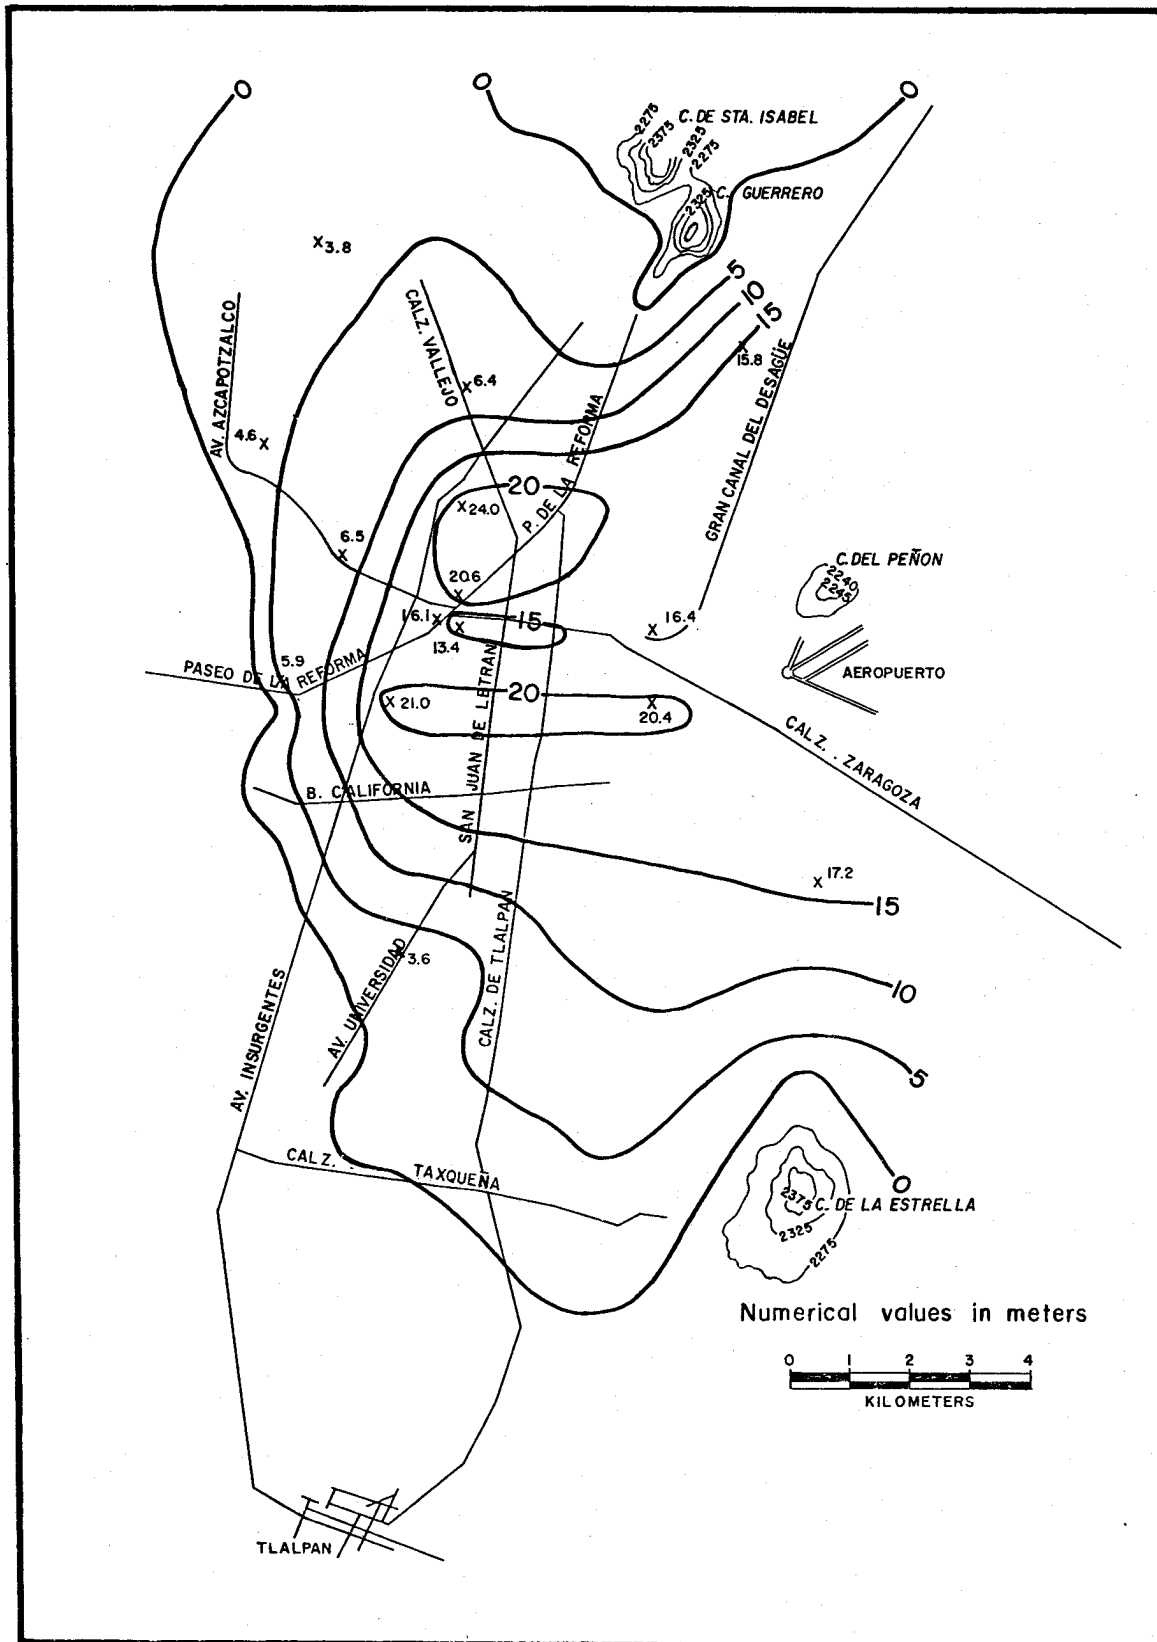 0
0
0
2275
2375
C. DE STA. ISABEL
2325
2275
2325
C. GUERRERO
3.8
5
10
15
CALZ. VALLEJO
AV. AZCAPOTZALCO
15.8
6.4
GRAN CANAL DEL DESAGÜE
4.6
P. DE LA REFORMA
20
24.0
6.5
C. DEL PEÑON
2240
2245
20.6
16.1
15
16.4
13.4
5.9
PASEO DE LA REFORMA
AEROPUERTO
21.0
20
20.4
SAN JUAN DE LETRAN
CALZ. ZARAGOZA
B. CALIFORNIA
17.2
15
3.6
AV. UNIVERSIDAD
CALZ. DE TLALPAN
10
AV. INSURGENTES
5
CALZ. TAXQUEÑA
0
2375
C. DE LA ESTRELLA
2325
2275
Numerical values in meters
0 1 2 3 4
KILOMETERS
TLALPAN